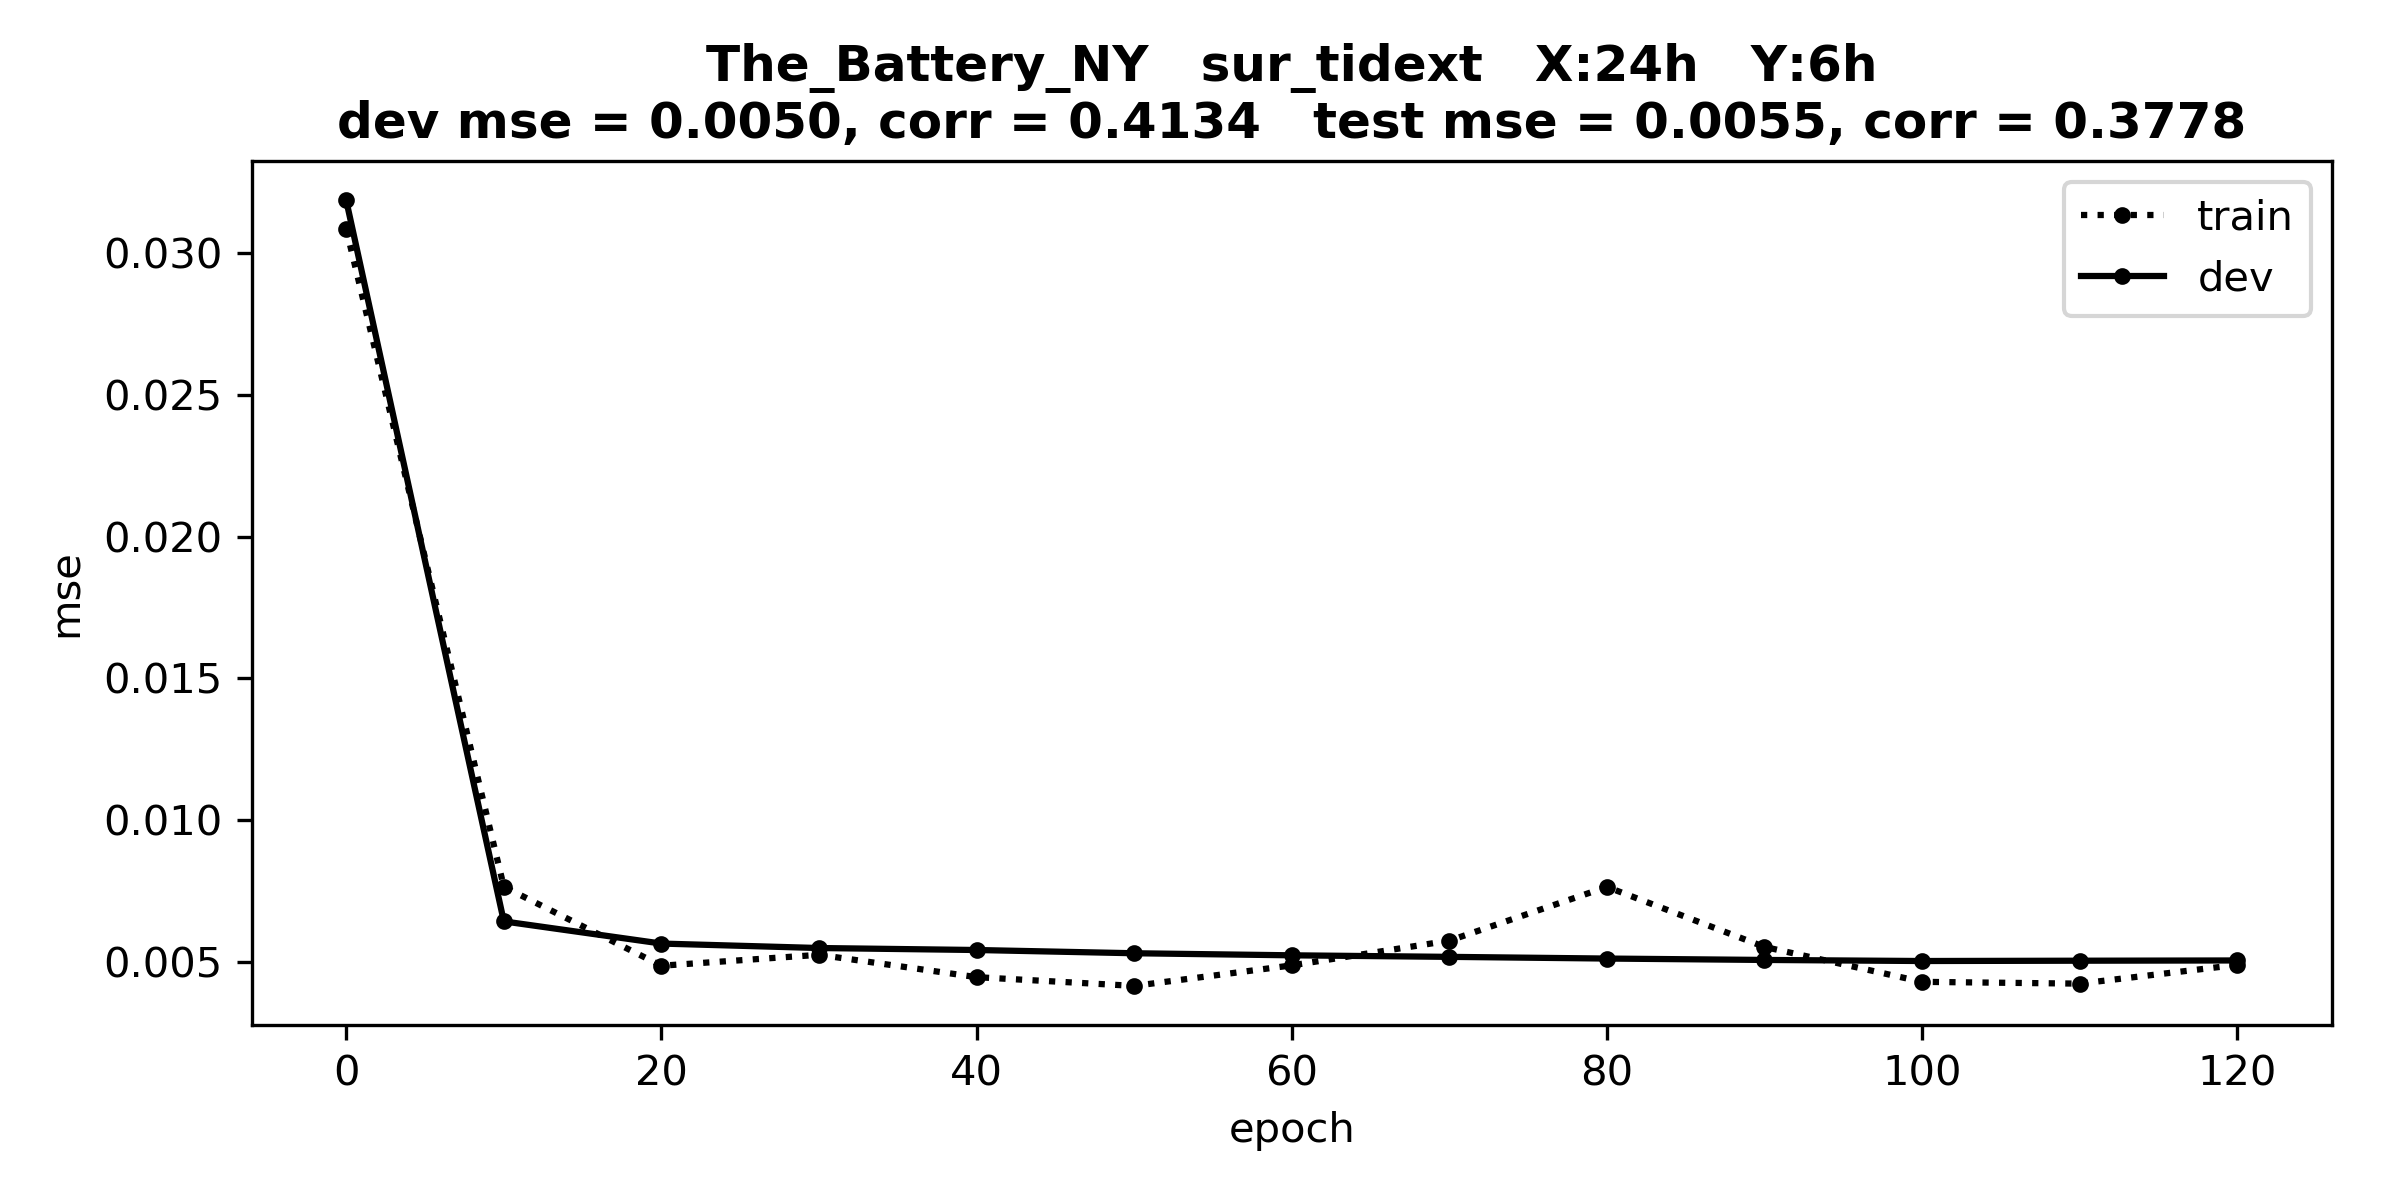 The_Battery_NY   sur_tidext   X:24h   Y:6h
dev mse = 0.0050, corr = 0.4134   test mse = 0.0055, corr = 0.3778
train
dev
0.030
0.025
0.020
0.015
0.010
0.005
mse
0 20 40 60 80 100 120
epoch